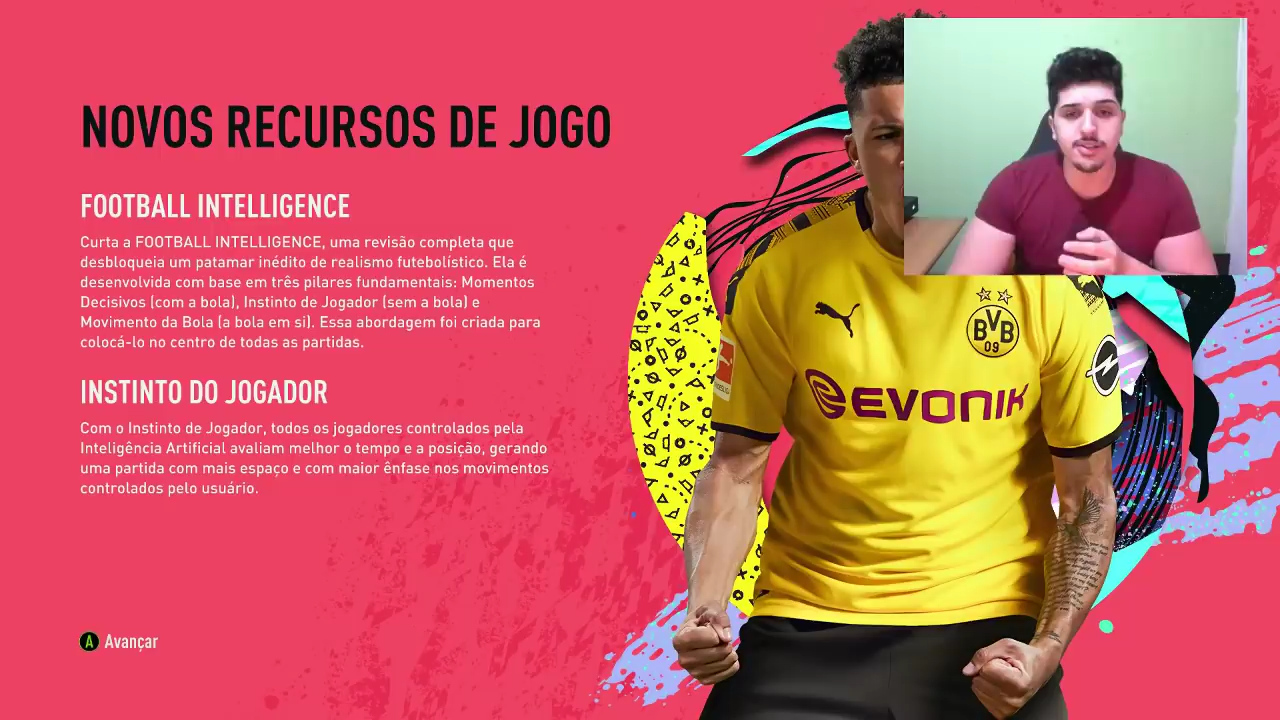 NOVOS RECURSOS DE JOGO
FOOTBALL INTELLIGENCE
Curta a FOOTBALL INTELLIGENCE, uma revisão completa que
desbloqueia um patamar inédito de realismo futebolístico. Ela é
desenvolvida com base em três pilares fundamentais: Momentos
Decisivos (com a bola), Instinto de Jogador (sem a bola) e
Movimento da Bola (a bola em si). Essa abordagem foi criada para
colocá-lo no centro de todas as partidas.
INSTINTO DO JOGADOR
Com o Instinto de Jogador, todos os jogadores controlados pela
Inteligência Artificial avaliam melhor o tempo e a posição, gerando
uma partida com mais espaço e com maior ênfase nos movimentos
controlados pelo usuário.
A Avançar
BVB
09
EVONIK